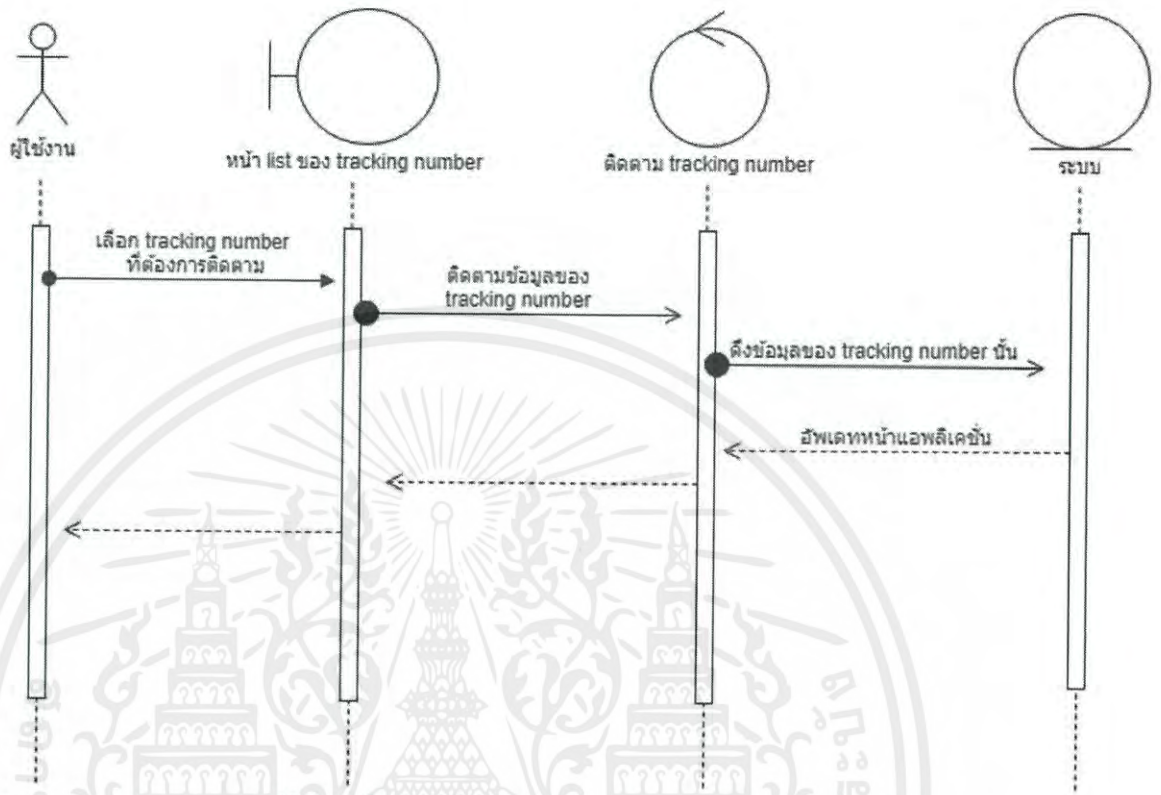 ผู้ใช้งาน
หน้า list ของ tracking number
ติดตาม tracking number
ระบบ
เลือก tracking number
ที่ต้องการติดตาม
ติดตามข้อมูลของ
tracking number
ดึงข้อมูลของ tracking number นั้น
อัพเดทหน้าแอพลิเคชั่น